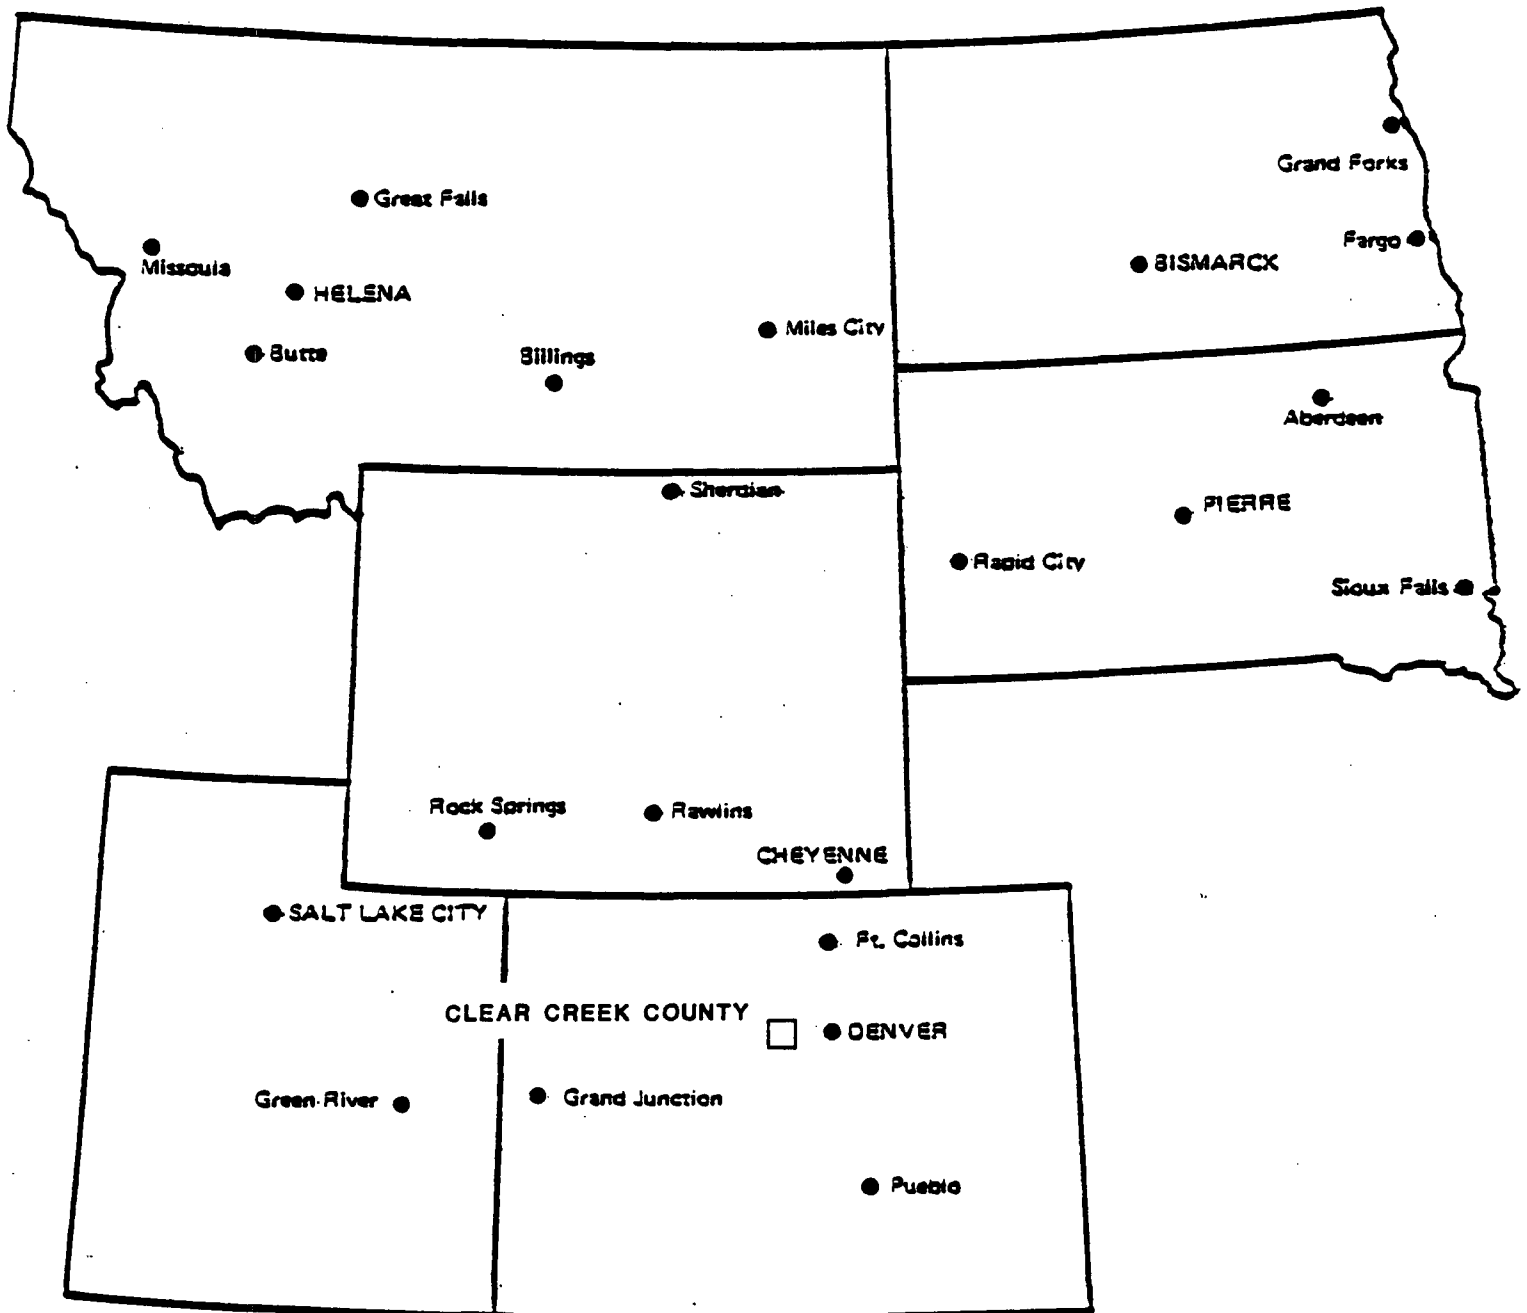 Grand Forks
Great Falls
Fargo
Missoula
BISMARCK
HELENA
Miles City
Butte
Billings
Aberdeen
Sherdian
PIERRE
Rapid City
Sioux Falls
Rock Springs
Rawlins
CHEYENNE
SALT LAKE CITY
Ft. Collins
CLEAR CREEK COUNTY
DENVER
Green River
Grand Junction
Pueblo